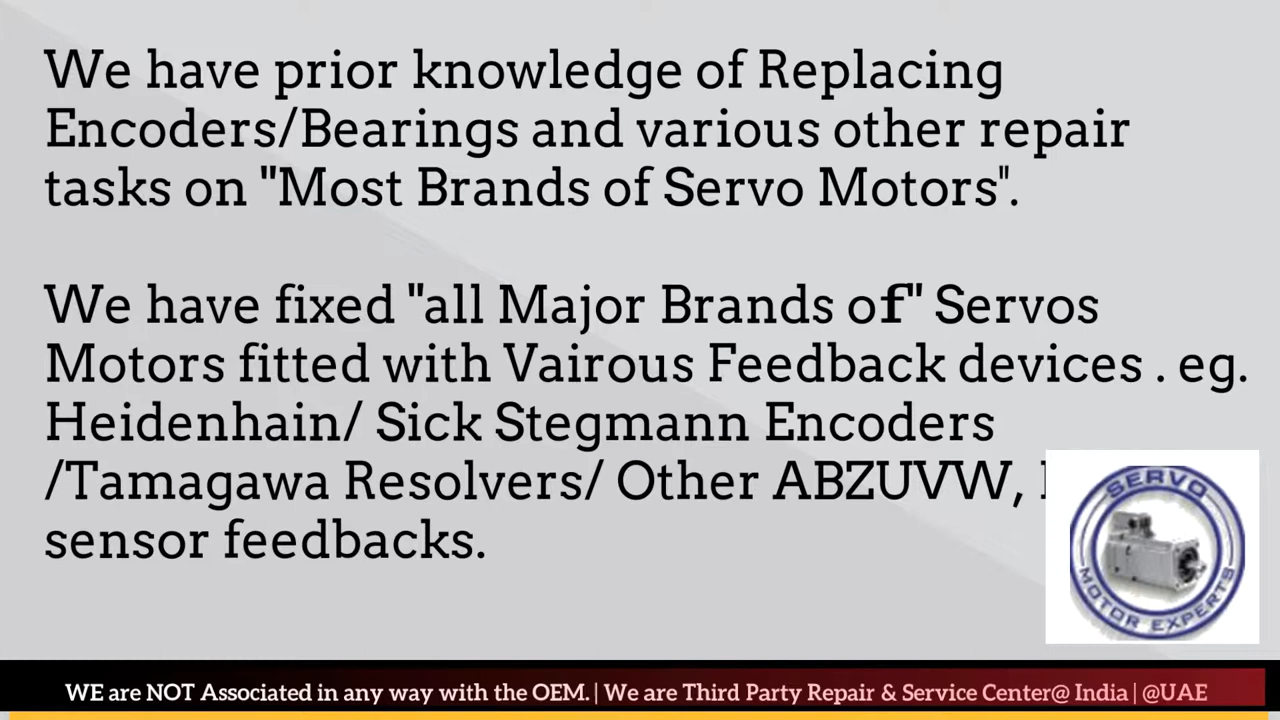 We have prior knowledge of Replacing
Encoders/Bearings and various other repair
tasks on "Most Brands of Servo Motors".
We have fixed "all Major Brands of" Servos
Motors fitted with Vairous Feedback devices . eg.
Heidenhain/ Sick Stegmann Encoders
/Tamagawa Resolvers/ Other ABZUVW,
sensor feedbacks.
SERVO
MOTOR EXPERTS
WE are NOT Associated in any way with the OEM. | We are Third Party Repair & Service Center@ India | @UAE